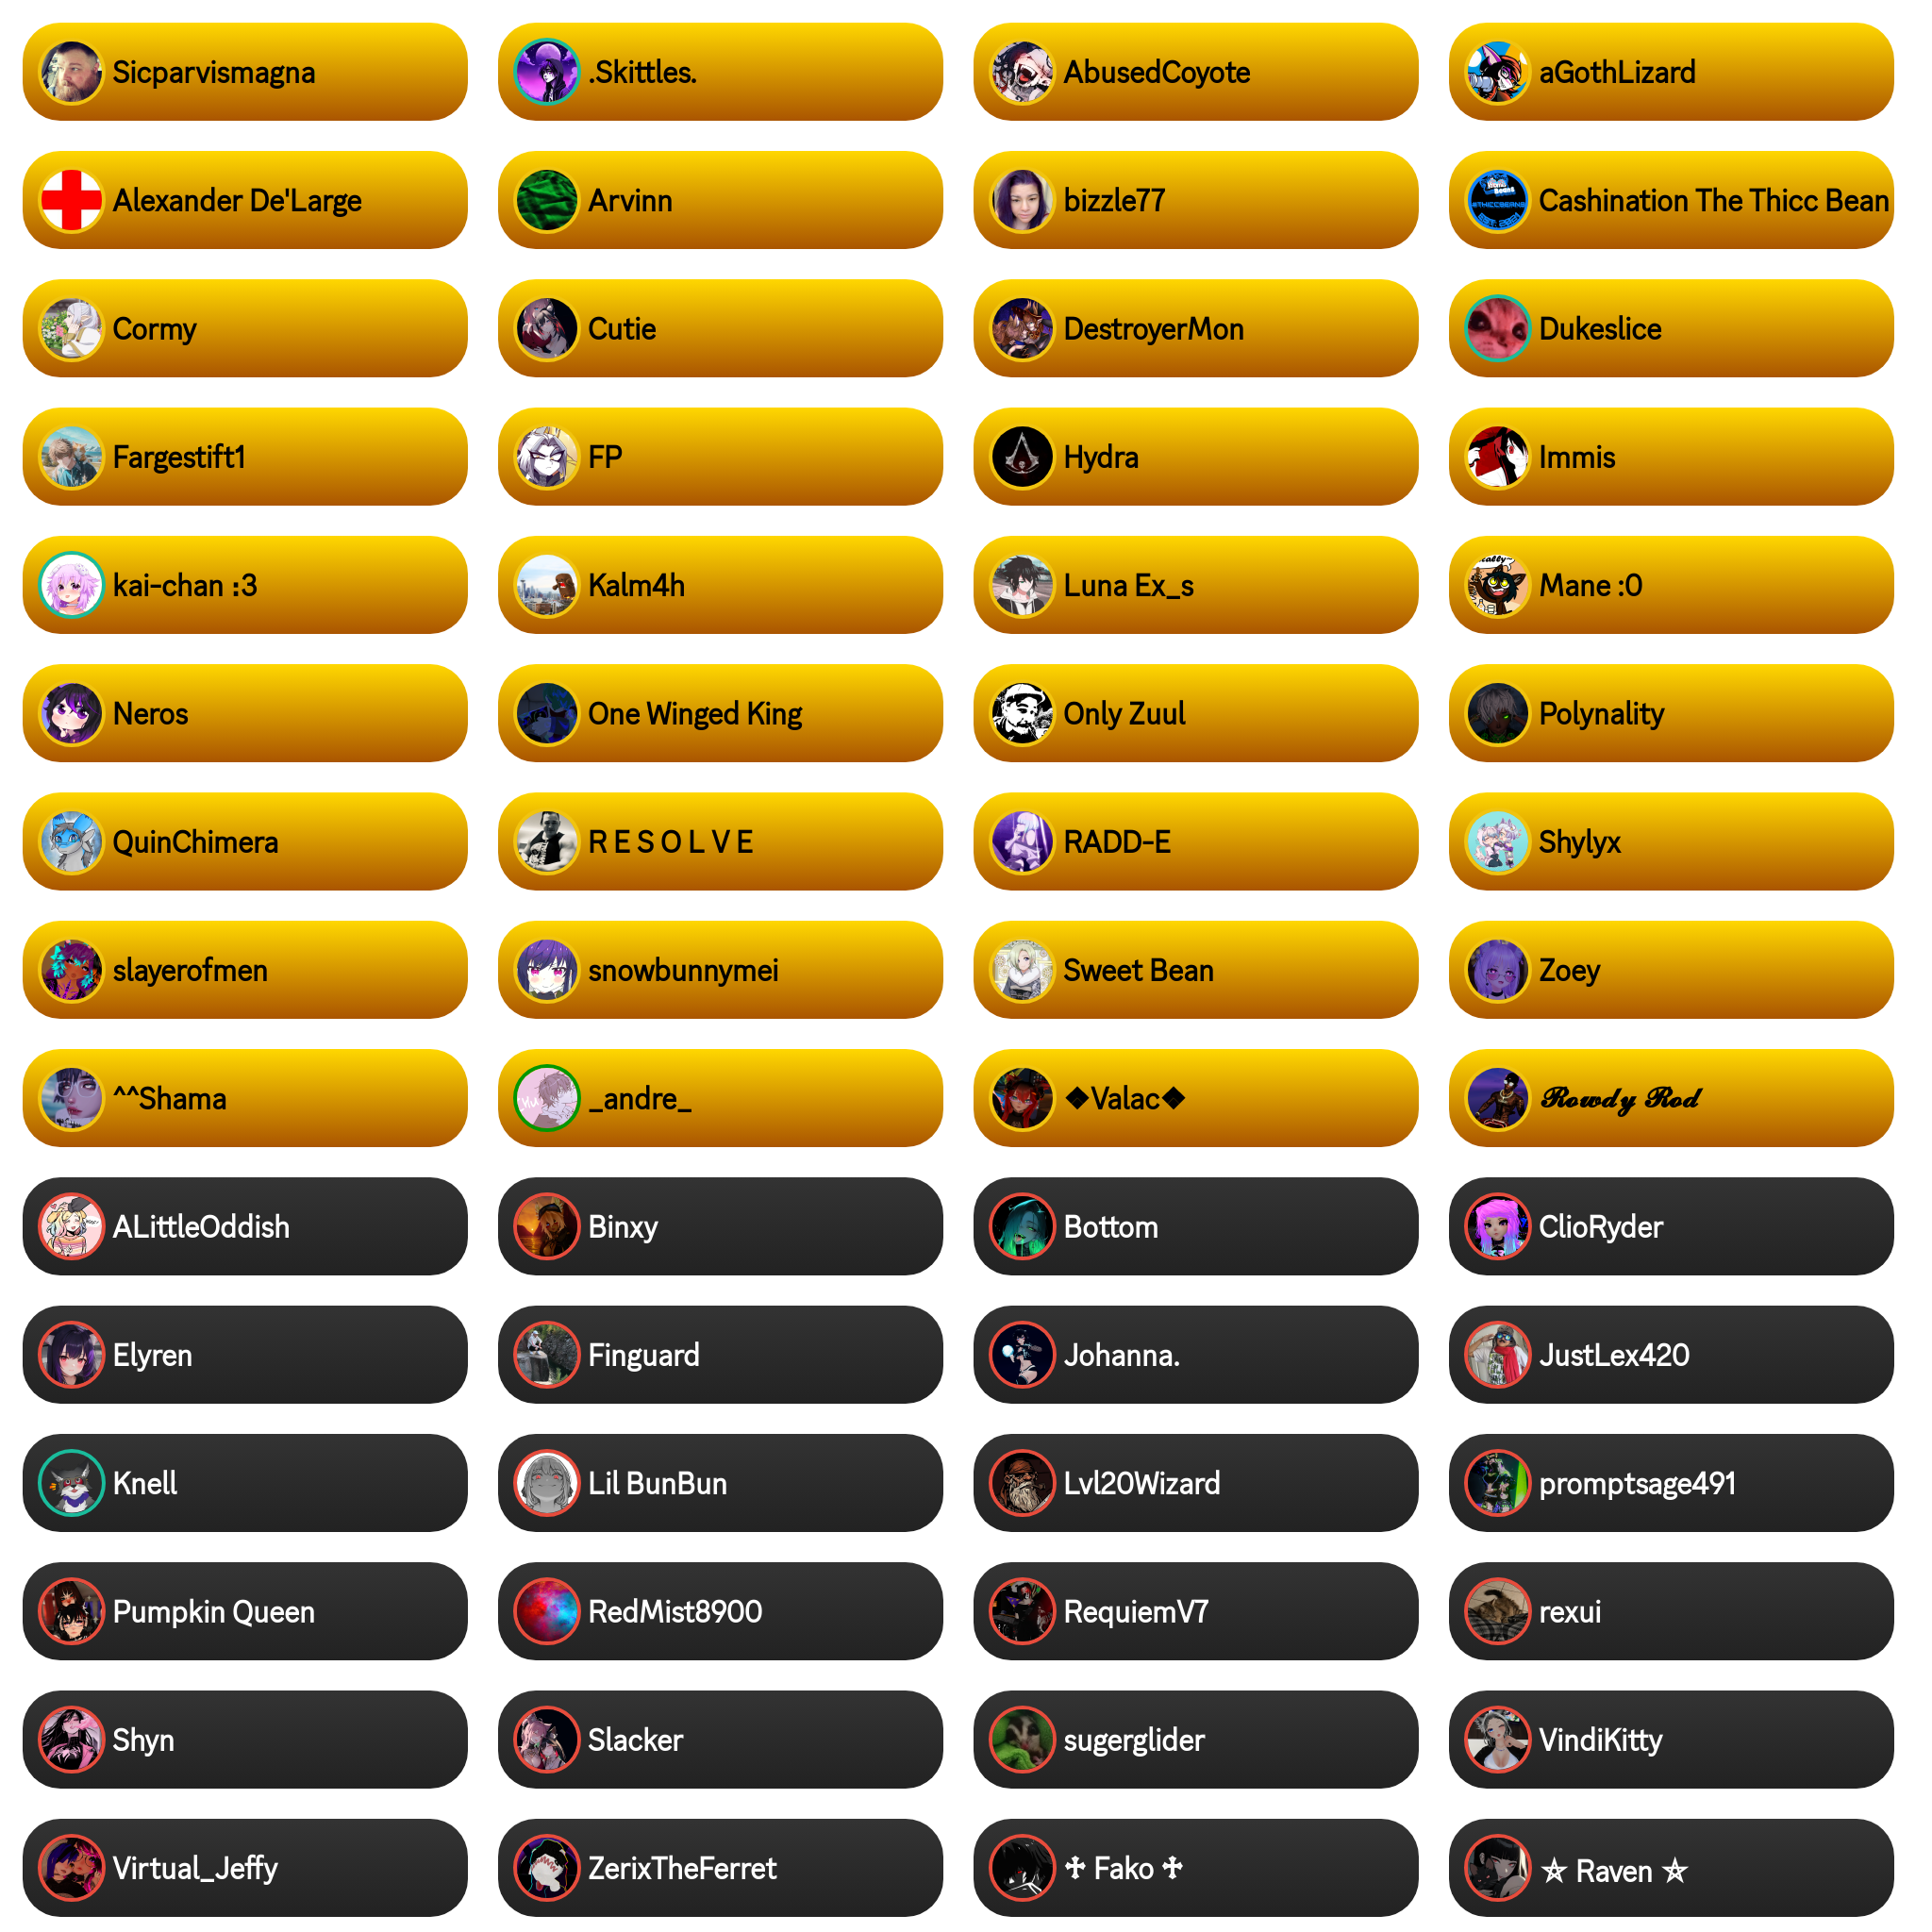 Sicparvismagna
.Skittles.
AbusedCoyote
aGothLizard
Alexander De'Large
Arvinn
bizzle77
Cashination The Thicc Bean
Cormy
Cutie
DestroyerMon
Dukeslice
Fargestift1
FP
Hydra
Immis
kai-chan :3
Kalm4h
Luna Ex_s
Mane :0
Neros
One Winged King
Only Zuul
Polynality
QuinChimera
R E S O L V E
RADD-E
Shylyx
slayerofmen
snowbunnymei
Sweet Bean
Zoey
^^Shama
_andre_
❖Valac❖
𝓡𝓸𝔀𝓭𝔂 𝓡𝓸𝓭
ALittleOddish
Binxy
Bottom
ClioRyder
Elyren
Finguard
Johanna.
JustLex420
Knell
Lil BunBun
Lvl20Wizard
promptsage491
Pumpkin Queen
RedMist8900
RequiemV7
rexui
Shyn
Slacker
sugerglider
VindiKitty
Virtual_Jeffy
ZerixTheFerret
♱ Fako ♱
⛤ Raven ⛤